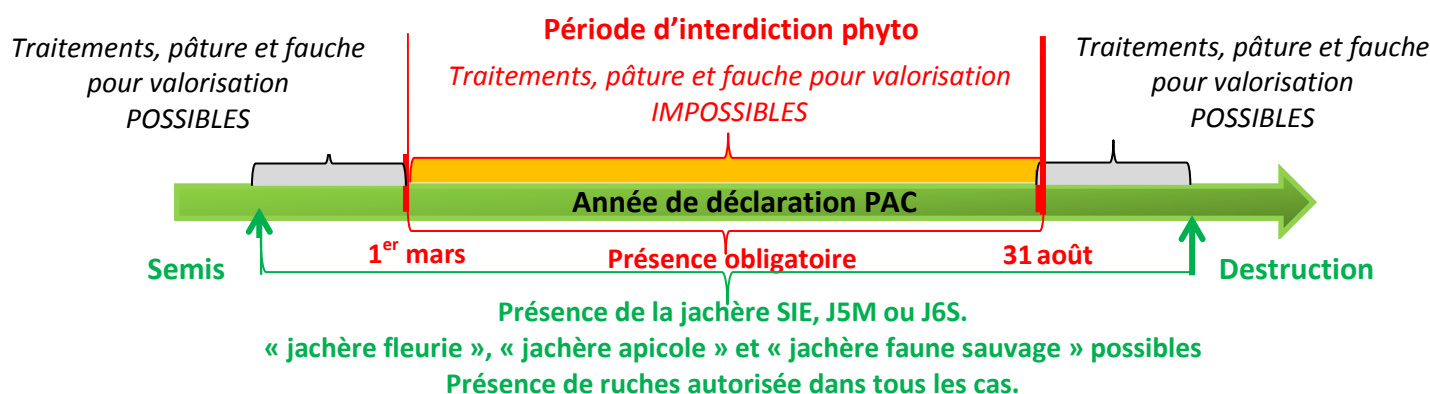 Traitements, pâture et fauche
pour valorisation
POSSIBLES
Période d’interdiction phyto
Traitements, pâture et fauche pour valorisation
IMPOSSIBLES
Traitements, pâture et fauche
pour valorisation
POSSIBLES
Année de déclaration PAC
Semis
1er mars
Présence obligatoire
31 août
Destruction
Présence de la jachère SIE, J5M ou J6S.
« jachère fleurie », « jachère apicole » et « jachère faune sauvage » possibles
Présence de ruches autorisée dans tous les cas.